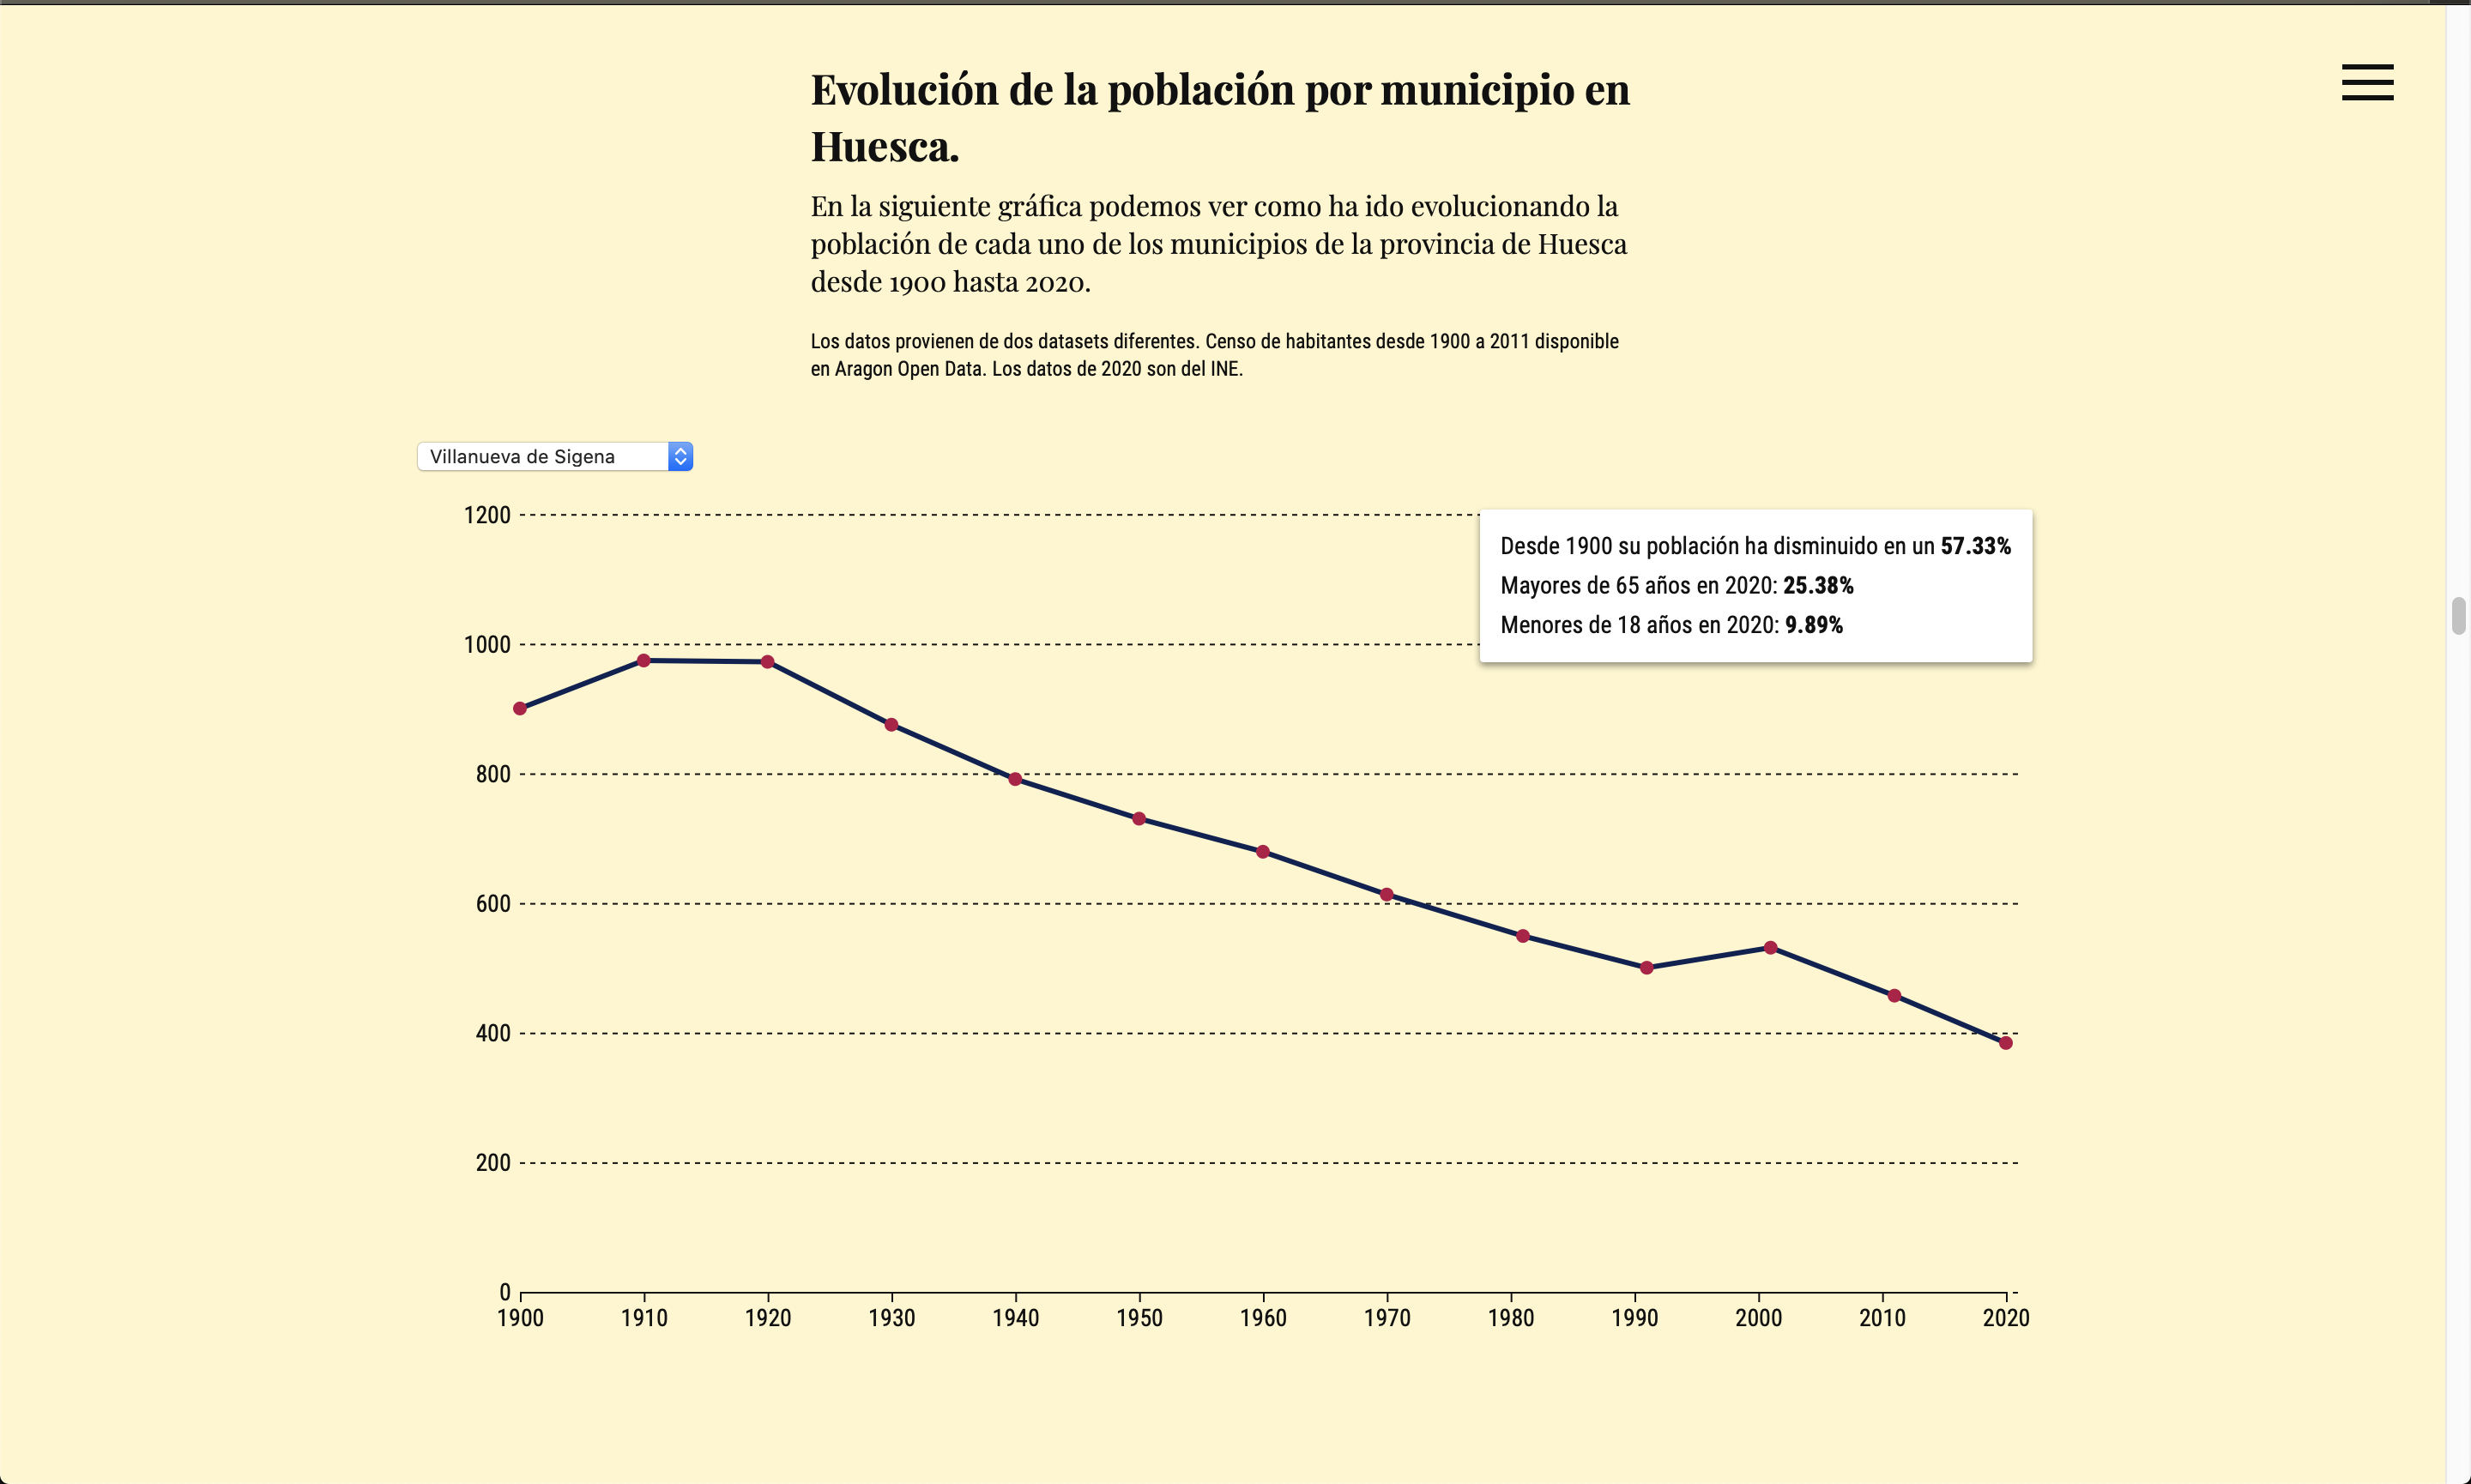 Evolución de la población por municipio en
Huesca.
En la siguiente gráfica podemos ver como ha ido evolucionando la
población de cada uno de los municipios de la provincia de Huesca
desde 1900 hasta 2020.
Los datos provienen de dos datasets diferentes. Censo de habitantes desde 1900 a 2011 disponible
en Aragon Open Data. Los datos de 2020 son del INE.
Villanueva de Sigena
1200
Desde 1900 su población ha disminuido en un 57.33%
Mayores de 65 años en 2020: 25.38%
Menores de 18 años en 2020: 9.89%
1000
800
600
400
200
0
1900 1910 1920 1930 1940 1950 1960 1970 1980 1990 2000 2010 2020